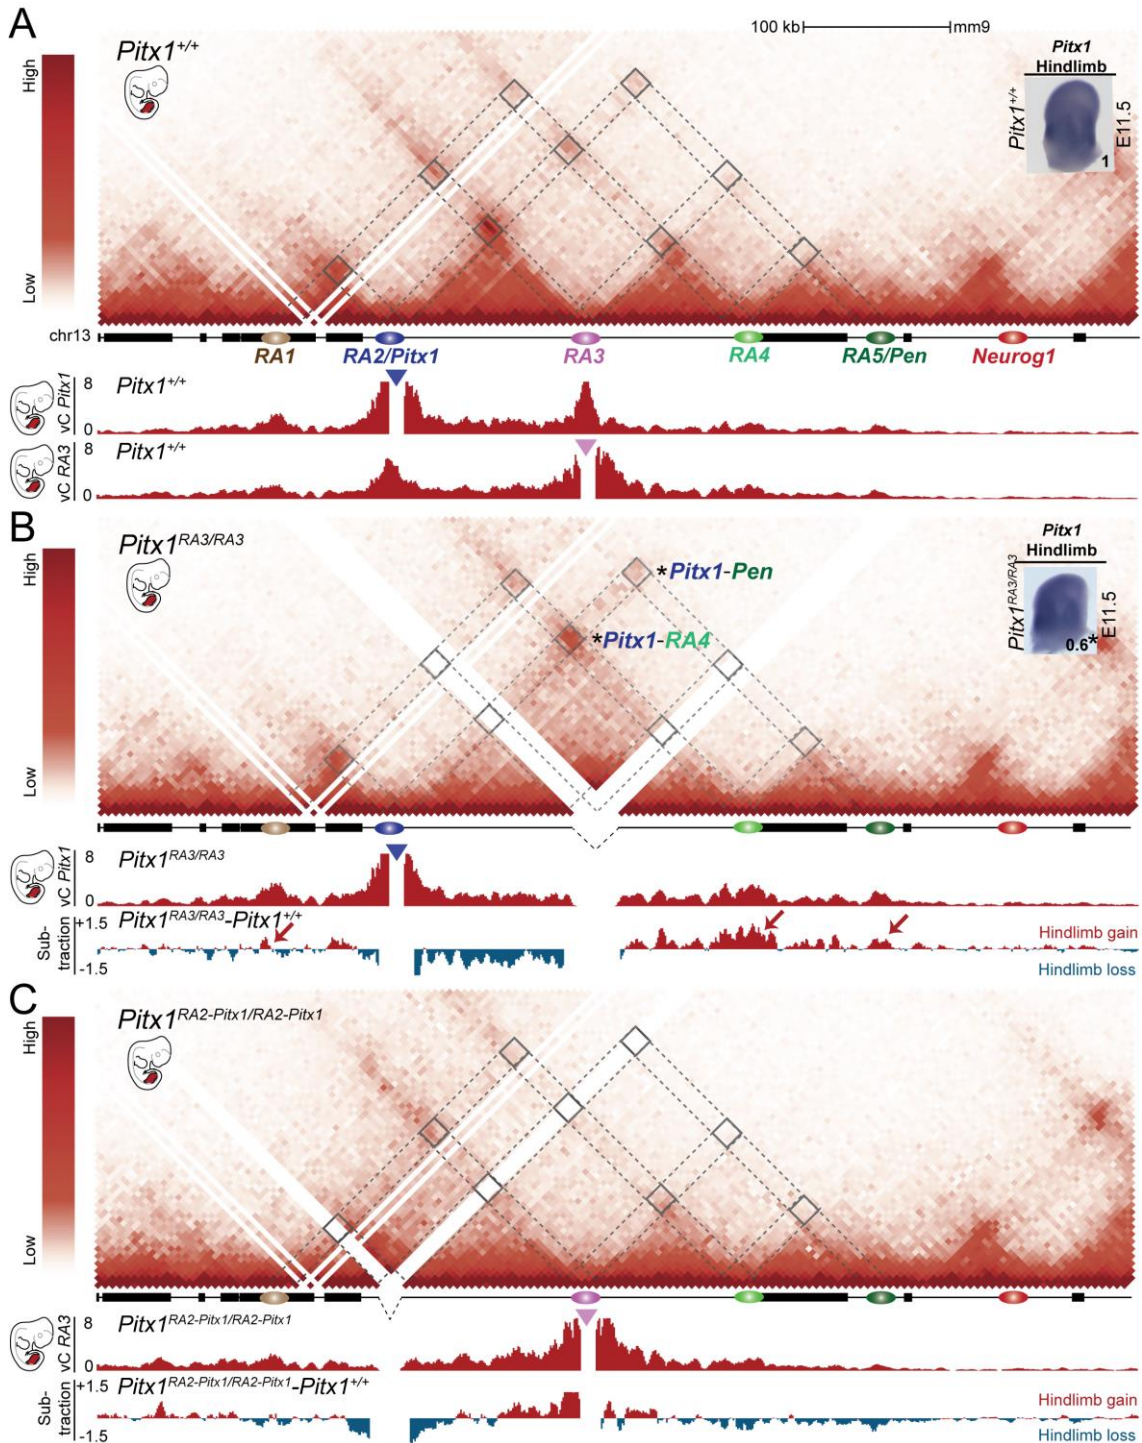 A
Pitx1+/+
100 kb
mm9
High
Low
Pitx1
Hindlimb
Pitx1+/+
E11.5
1
chr13
RA1
RA2/Pitx1
RA3
RA4
RA5/Pen
Neurog1
vC Pitx1
8
0
Pitx1+/+
vC RA3
8
0
Pitx1+/+
B
Pitx1RA3/RA3
High
Low
*Pitx1-Pen
*Pitx1-RA4
Pitx1
Hindlimb
Pitx1RA3/RA3
E11.5
0.6*
vC Pitx1
8
0
Pitx1RA3/RA3
Sub-
traction
+1.5
-1.5
Pitx1RA3/RA3-Pitx1+/+
Hindlimb gain
Hindlimb loss
C
Pitx1RA2-Pitx1/RA2-Pitx1
High
Low
vC RA3
8
0
Pitx1RA2-Pitx1/RA2-Pitx1
Sub-
traction
+1.5
-1.5
Pitx1RA2-Pitx1/RA2-Pitx1-Pitx1+/+
Hindlimb gain
Hindlimb loss